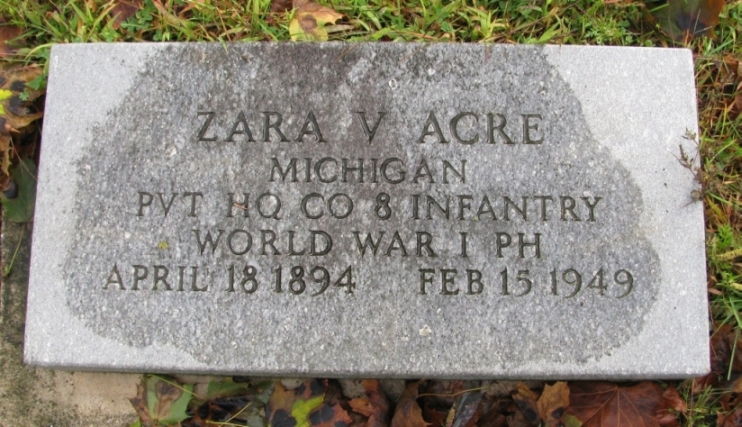 ZARA V ACRE
MICHIGAN
PVT HQ CO 8 INFANTRY
WORLD WAR I PH
APRIL 18 1894 FEB 15 1949